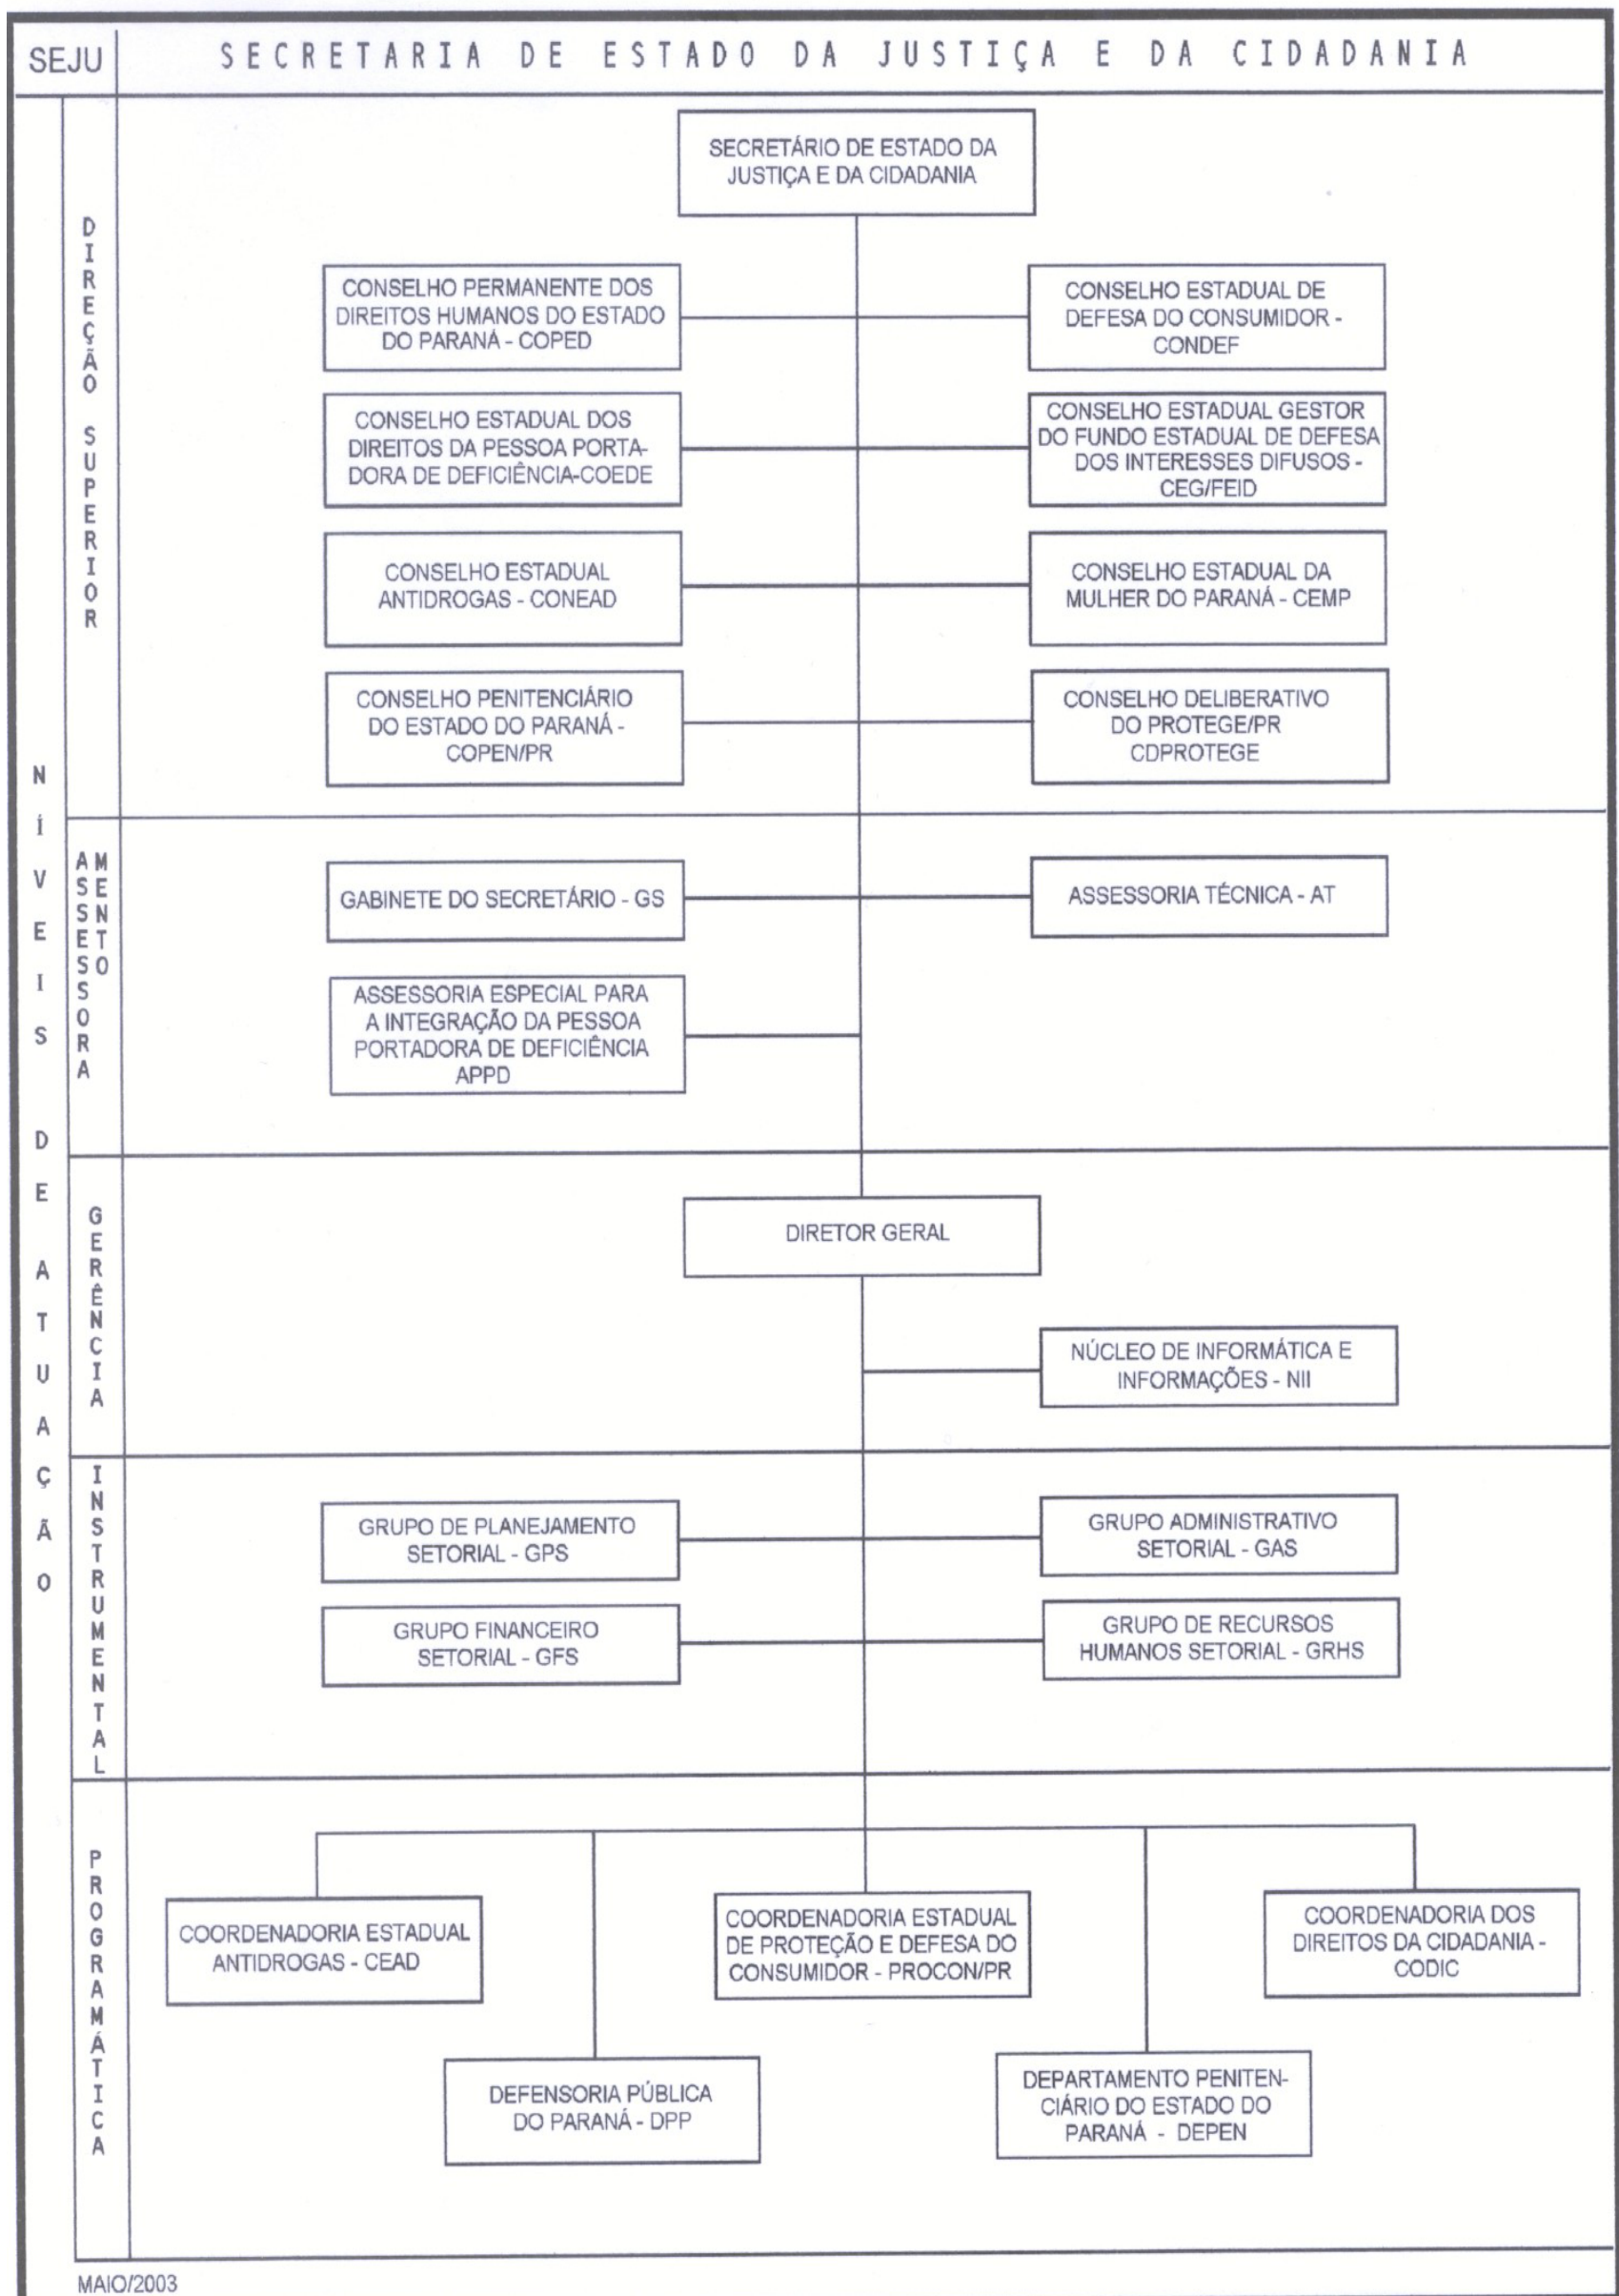 SEJU
SECRETARIA DE ESTADO DA JUSTIÇA E DA CIDADANIA
NÍVEIS DE ATUAÇÃO
DIREÇÃO SUPERIOR
SECRETÁRIO DE ESTADO DA
JUSTIÇA E DA CIDADANIA
CONSELHO PERMANENTE DOS
DIREITOS HUMANOS DO ESTADO
DO PARANÁ - COPED
CONSELHO ESTADUAL DE
DEFESA DO CONSUMIDOR -
CONDEF
CONSELHO ESTADUAL DOS
DIREITOS DA PESSOA PORTA-
DORA DE DEFICIÊNCIA-COEDE
CONSELHO ESTADUAL GESTOR
DO FUNDO ESTADUAL DE DEFESA
DOS INTERESSES DIFUSOS -
CEG/FEID
CONSELHO ESTADUAL
ANTIDROGAS - CONEAD
CONSELHO ESTADUAL DA
MULHER DO PARANÁ - CEMP
CONSELHO PENITENCIÁRIO
DO ESTADO DO PARANÁ -
COPEN/PR
CONSELHO DELIBERATIVO
DO PROTEGE/PR
CDPROTEGE
ASSESSORA
MENTO
GABINETE DO SECRETÁRIO - GS
ASSESSORIA TÉCNICA - AT
ASSESSORIA ESPECIAL PARA
A INTEGRAÇÃO DA PESSOA
PORTADORA DE DEFICIÊNCIA
APPD
GERÊNCIA
DIRETOR GERAL
NÚCLEO DE INFORMÁTICA E
INFORMAÇÕES - NII
INSTRUMENTAL
GRUPO DE PLANEJAMENTO
SETORIAL - GPS
GRUPO ADMINISTRATIVO
SETORIAL - GAS
GRUPO FINANCEIRO
SETORIAL - GFS
GRUPO DE RECURSOS
HUMANOS SETORIAL - GRHS
PROGRAMÁTICA
COORDENADORIA ESTADUAL
ANTIDROGAS - CEAD
COORDENADORIA ESTADUAL
DE PROTEÇÃO E DEFESA DO
CONSUMIDOR - PROCON/PR
COORDENADORIA DOS
DIREITOS DA CIDADANIA -
CODIC
DEFENSORIA PÚBLICA
DO PARANÁ - DPP
DEPARTAMENTO PENITEN-
CIÁRIO DO ESTADO DO
PARANÁ - DEPEN
MAIO/2003